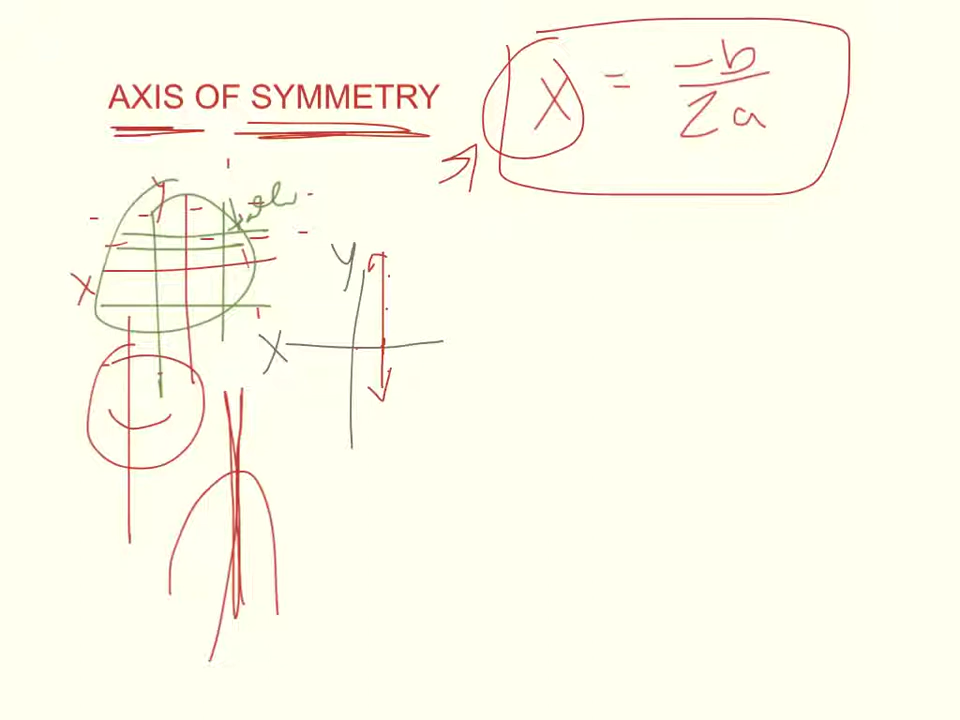 x = -b/2a
AXIS OF SYMMETRY
y
x
y
x